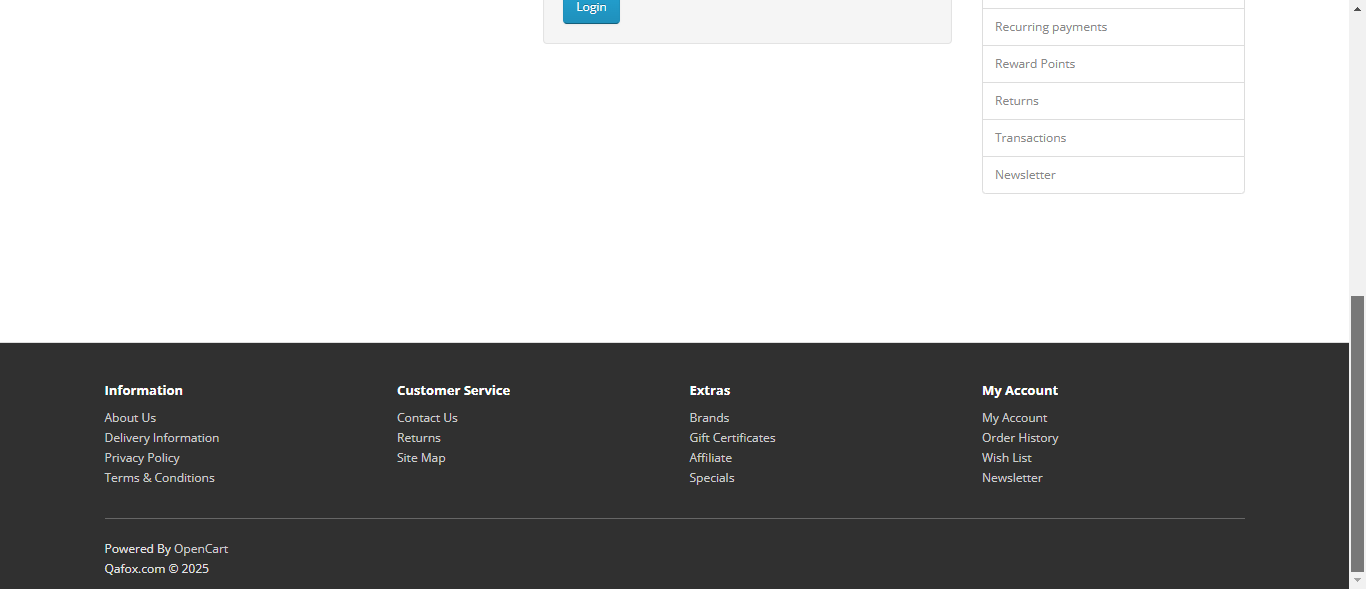 Login
Recurring payments
Reward Points
Returns
Transactions
Newsletter
Information
About Us
Delivery Information
Privacy Policy
Terms & Conditions
Customer Service
Contact Us
Returns
Site Map
Extras
Brands
Gift Certificates
Affiliate
Specials
My Account
My Account
Order History
Wish List
Newsletter
Powered By OpenCart
Qafox.com © 2025